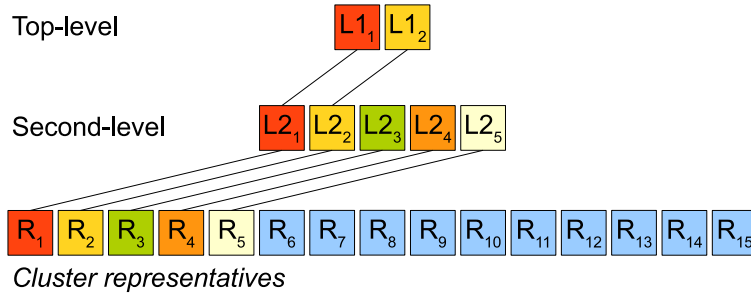 Top-level L1₁ L1₂
Second-level L2₁ L2₂ L2₃ L2₄ L2₅
R₁ R₂ R₃ R₄ R₅ R₆ R₇ R₈ R₉ R₁₀ R₁₁ R₁₂ R₁₃ R₁₄ R₁₅
Cluster representatives